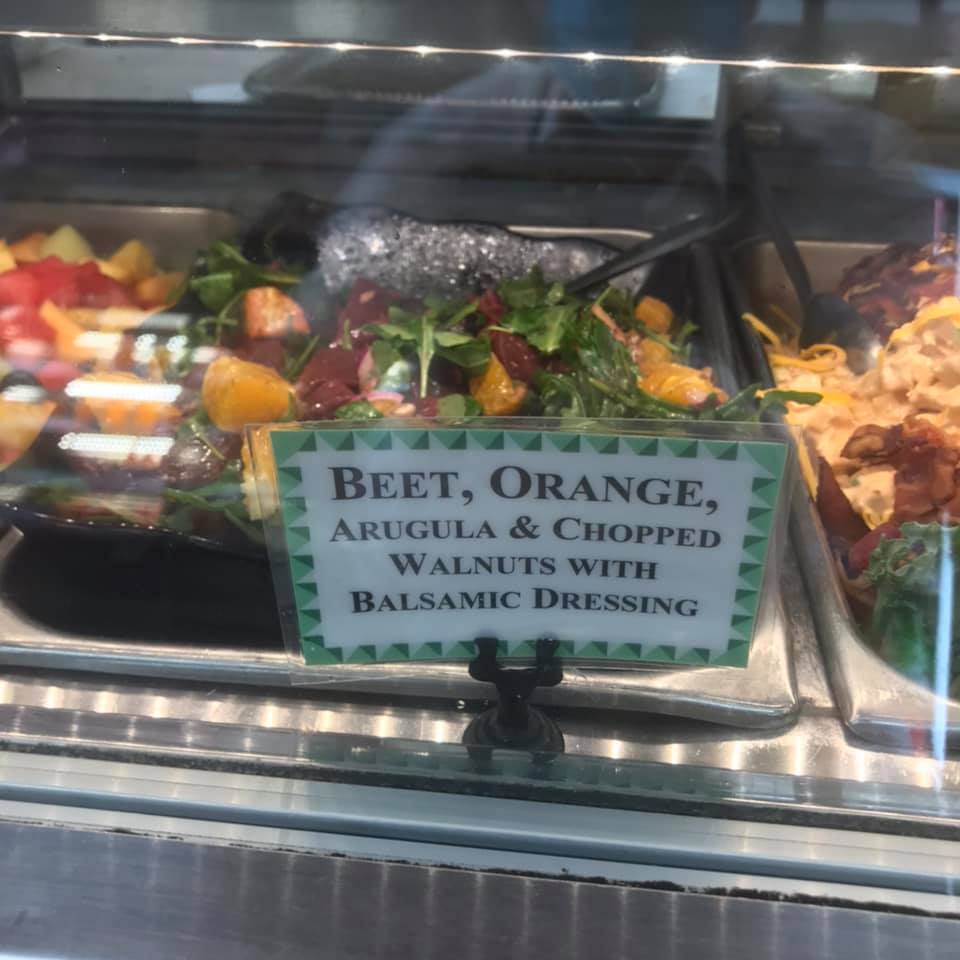 BEET, ORANGE,
ARUGULA & CHOPPED
WALNUTS WITH
BALSAMIC DRESSING